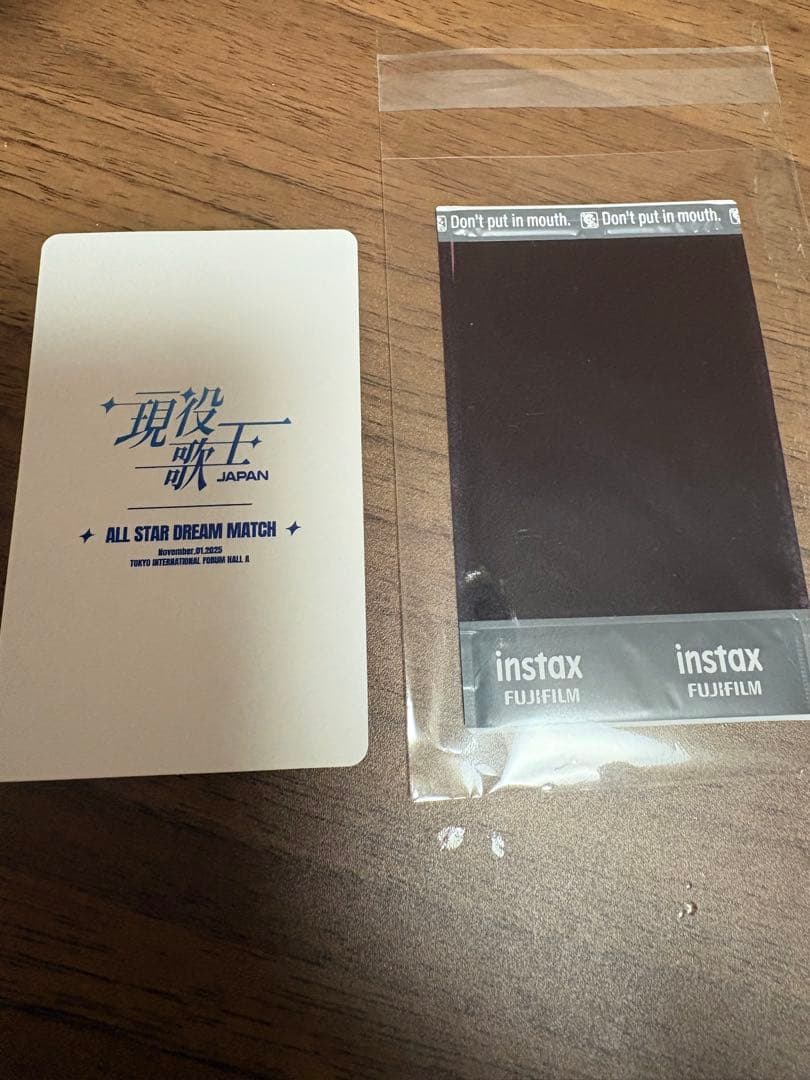 現役
歌王
JAPAN
ALL STAR DREAM MATCH
November.01.2025
TOKYO INTERNATIONAL FORUM HALL A
Don't put in mouth. Don't put in mouth.
instax instax
FUJIFILM FUJIFILM